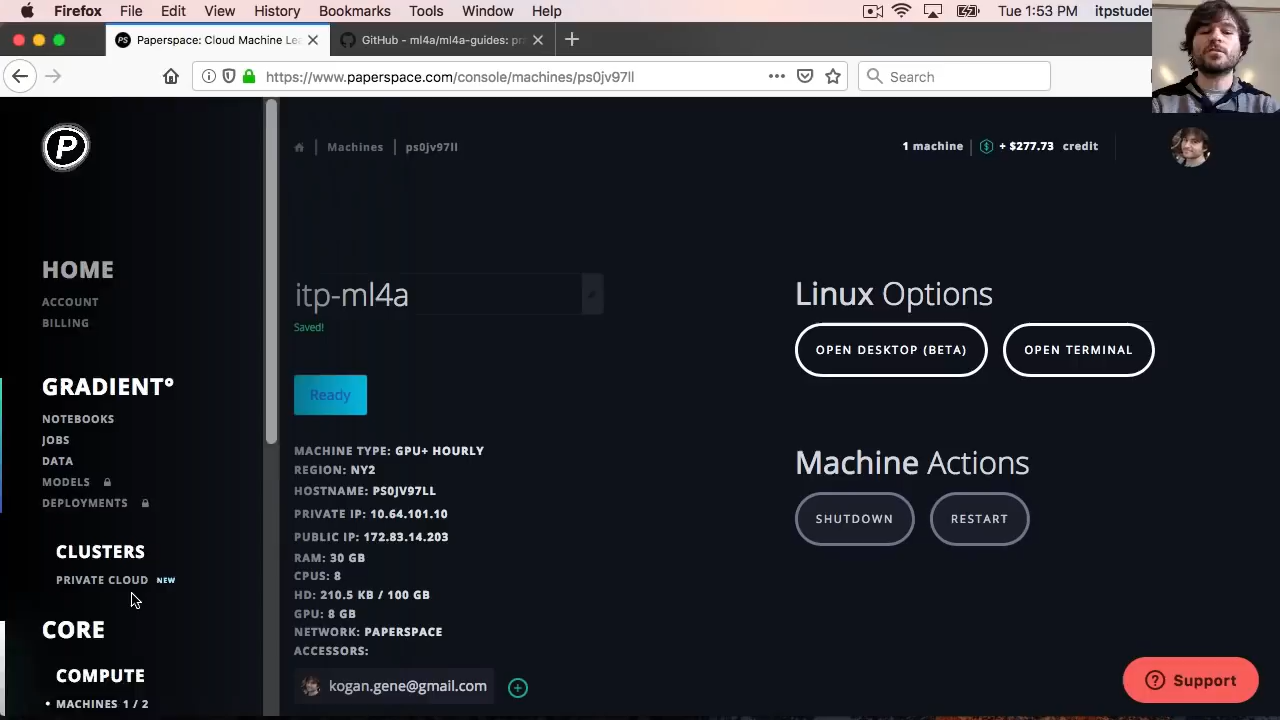 Firefox File Edit View History Bookmarks Tools Window Help Tue 1:53 PM itpstuden
PS Paperspace: Cloud Machine Lea GitHub - ml4a/ml4a-guides: pra
https://www.paperspace.com/console/machines/ps0jv97ll Search
P
Machines ps0jv97ll 1 machine $ + $277.73 credit
HOME
ACCOUNT
BILLING
GRADIENT°
NOTEBOOKS
JOBS
DATA
MODELS
DEPLOYMENTS
CLUSTERS
PRIVATE CLOUD NEW
CORE
COMPUTE
• MACHINES 1 / 2
itp-ml4a
Saved!
Ready
MACHINE TYPE: GPU+ HOURLY
REGION: NY2
HOSTNAME: PS0JV97LL
PRIVATE IP: 10.64.101.10
PUBLIC IP: 172.83.14.203
RAM: 30 GB
CPUS: 8
HD: 210.5 KB / 100 GB
GPU: 8 GB
NETWORK: PAPERSPACE
ACCESSORS:
kogan.gene@gmail.com
Linux Options
OPEN DESKTOP (BETA) OPEN TERMINAL
Machine Actions
SHUTDOWN RESTART
? Support